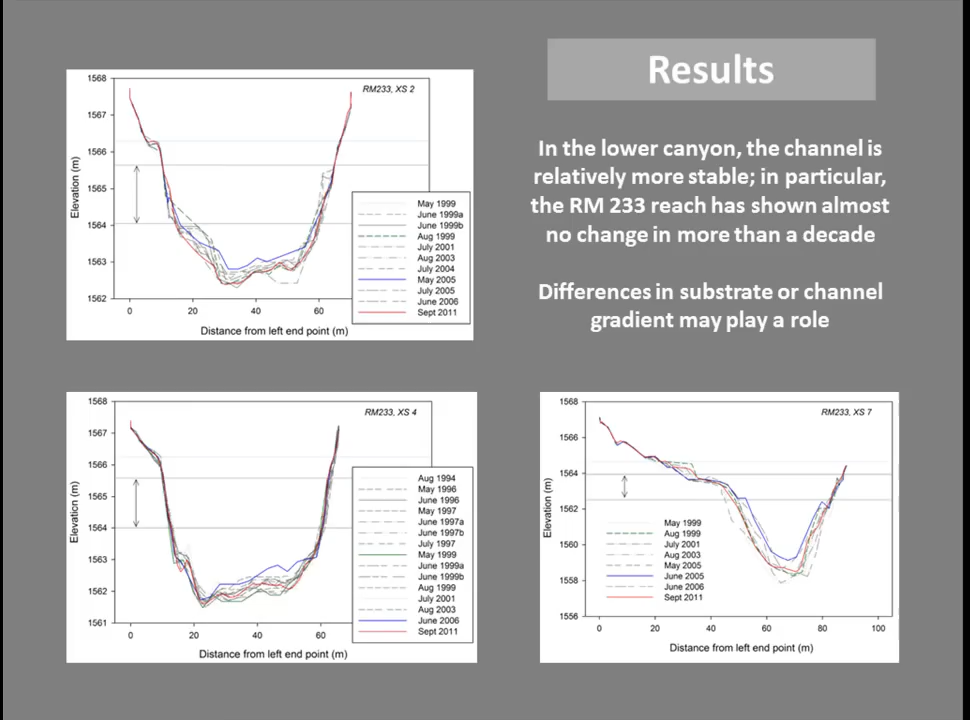 Results
In the lower canyon, the channel is
relatively more stable; in particular,
the RM 233 reach has shown almost
no change in more than a decade
Differences in substrate or channel
gradient may play a role
RM233, XS 2
Elevation (m)
1568
1567
1566
1565
1564
1563
1562
0 20 40 60
Distance from left end point (m)
May 1999
June 1999a
June 1999b
Aug 1999
July 2001
Aug 2003
July 2004
May 2005
July 2005
June 2006
Sept 2011
RM233, XS 4
Elevation (m)
1568
1567
1566
1565
1564
1563
1562
1561
0 20 40 60
Distance from left end point (m)
Aug 1994
May 1996
June 1996
May 1997
June 1997a
June 1997b
July 1997
May 1999
June 1999a
June 1999b
Aug 1999
July 2001
Aug 2003
June 2006
Sept 2011
RM233, XS 7
Elevation (m)
1568
1566
1564
1562
1560
1558
1556
0 20 40 60 80 100
Distance from left end point (m)
May 1999
Aug 1999
July 2001
Aug 2003
May 2005
June 2005
June 2006
Sept 2011